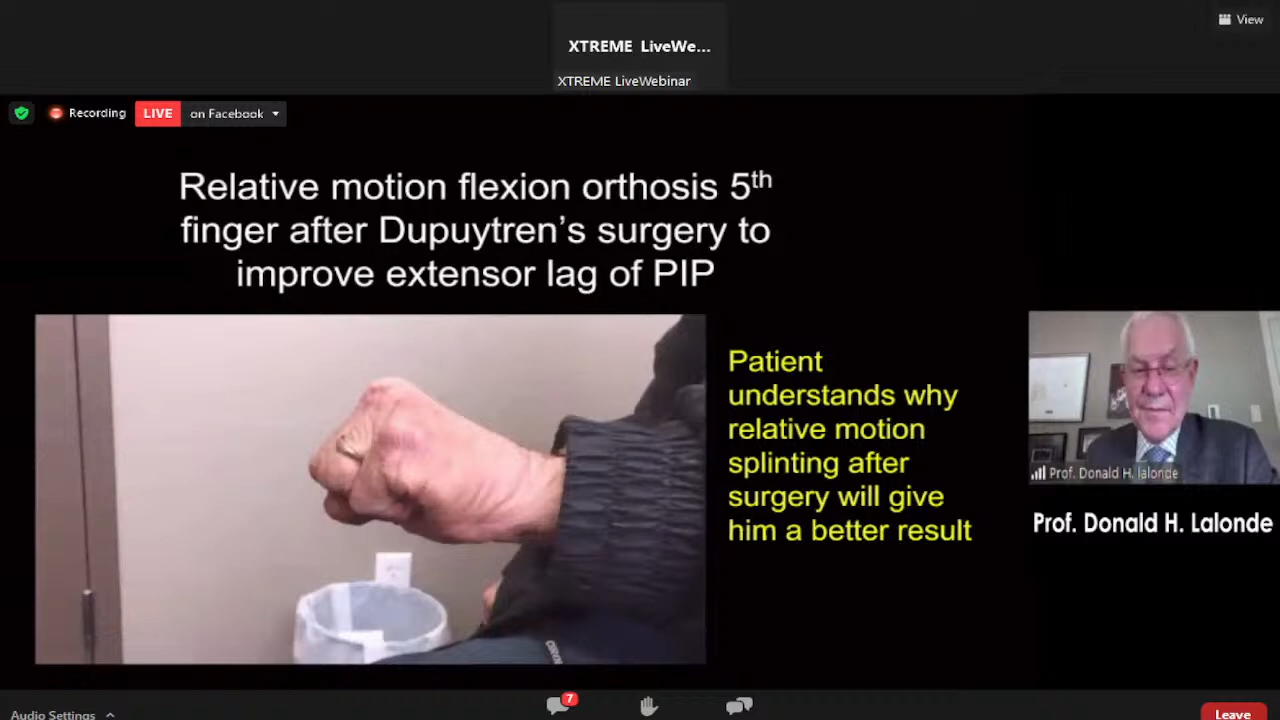 View
XTREME LiveWe...
XTREME LiveWebinar
Recording
LIVE
on Facebook
Relative motion flexion orthosis 5th
finger after Dupuytren’s surgery to
improve extensor lag of PIP
Patient
understands why
relative motion
splinting after
surgery will give
him a better result
Prof. Donald H. lalonde
Prof. Donald H. Lalonde
7
Audio Settings
Leave